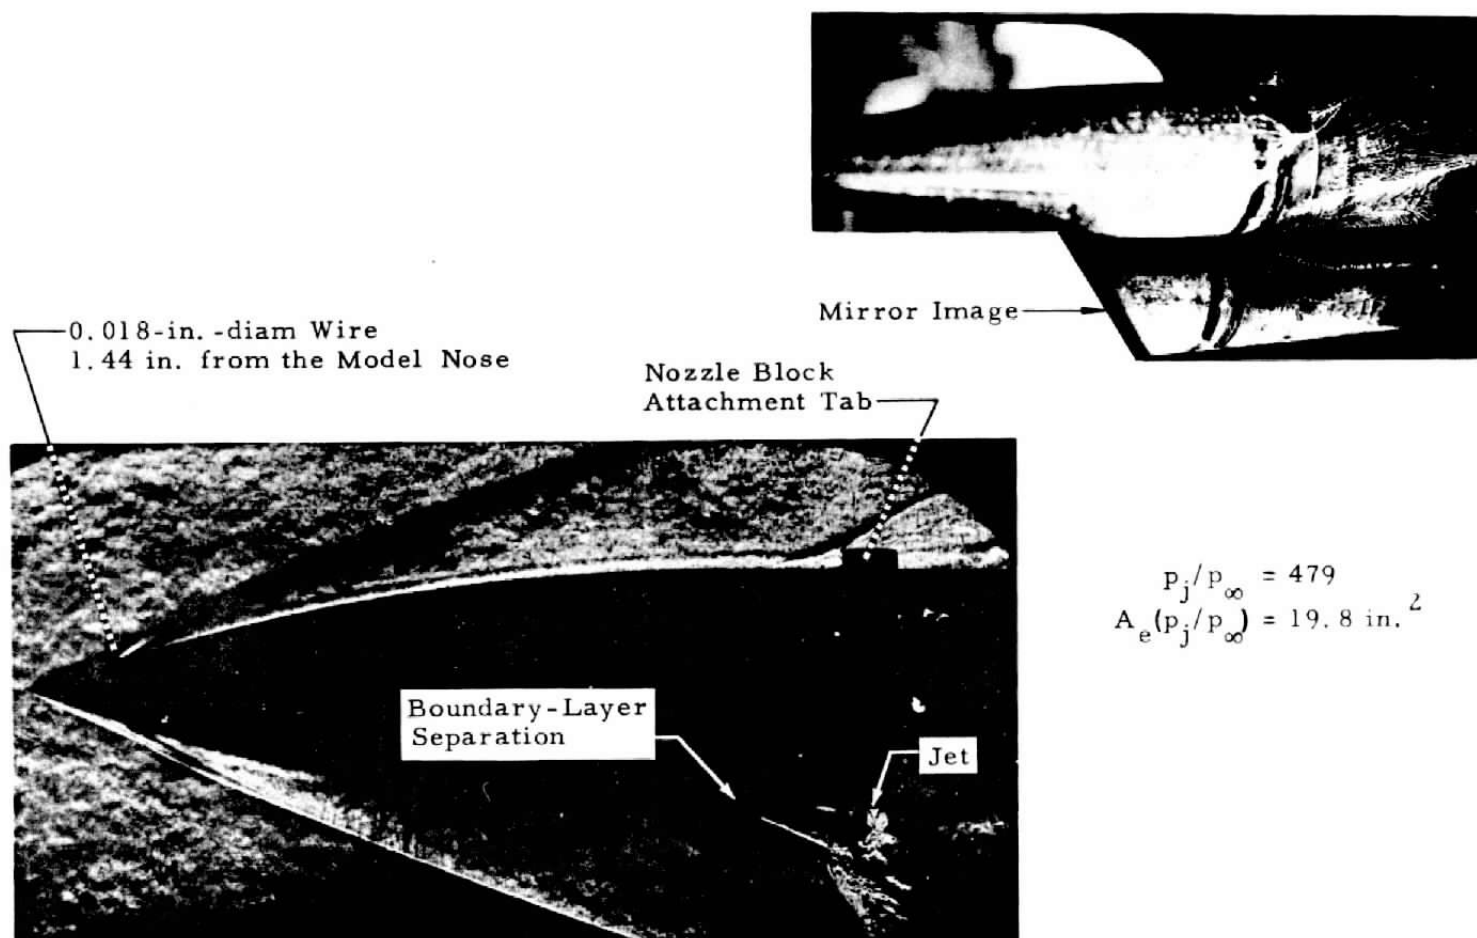 Mirror Image
0.018-in.-diam Wire
1.44 in. from the Model Nose
Nozzle Block
Attachment Tab
p_j/p_∞ = 479
A_e(p_j/p_∞) = 19.8 in.²
Boundary-Layer
Separation
Jet